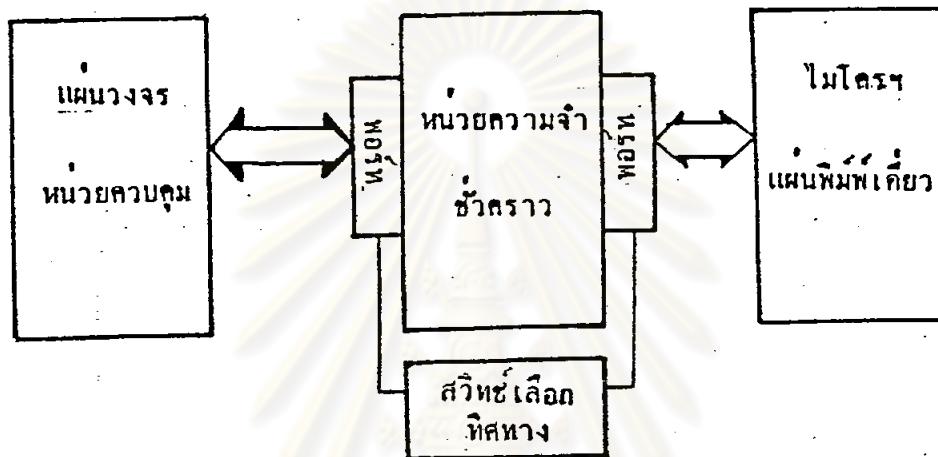 แผ่นวงจร
หน่วยควบคุม
พอร์ท
หน่วยความจำ
ชั่วคราว
พอร์ท
ไมโครฯ
แผ่นพิมพ์เดี่ยว
สวิทช์เลือก
ทิศทาง